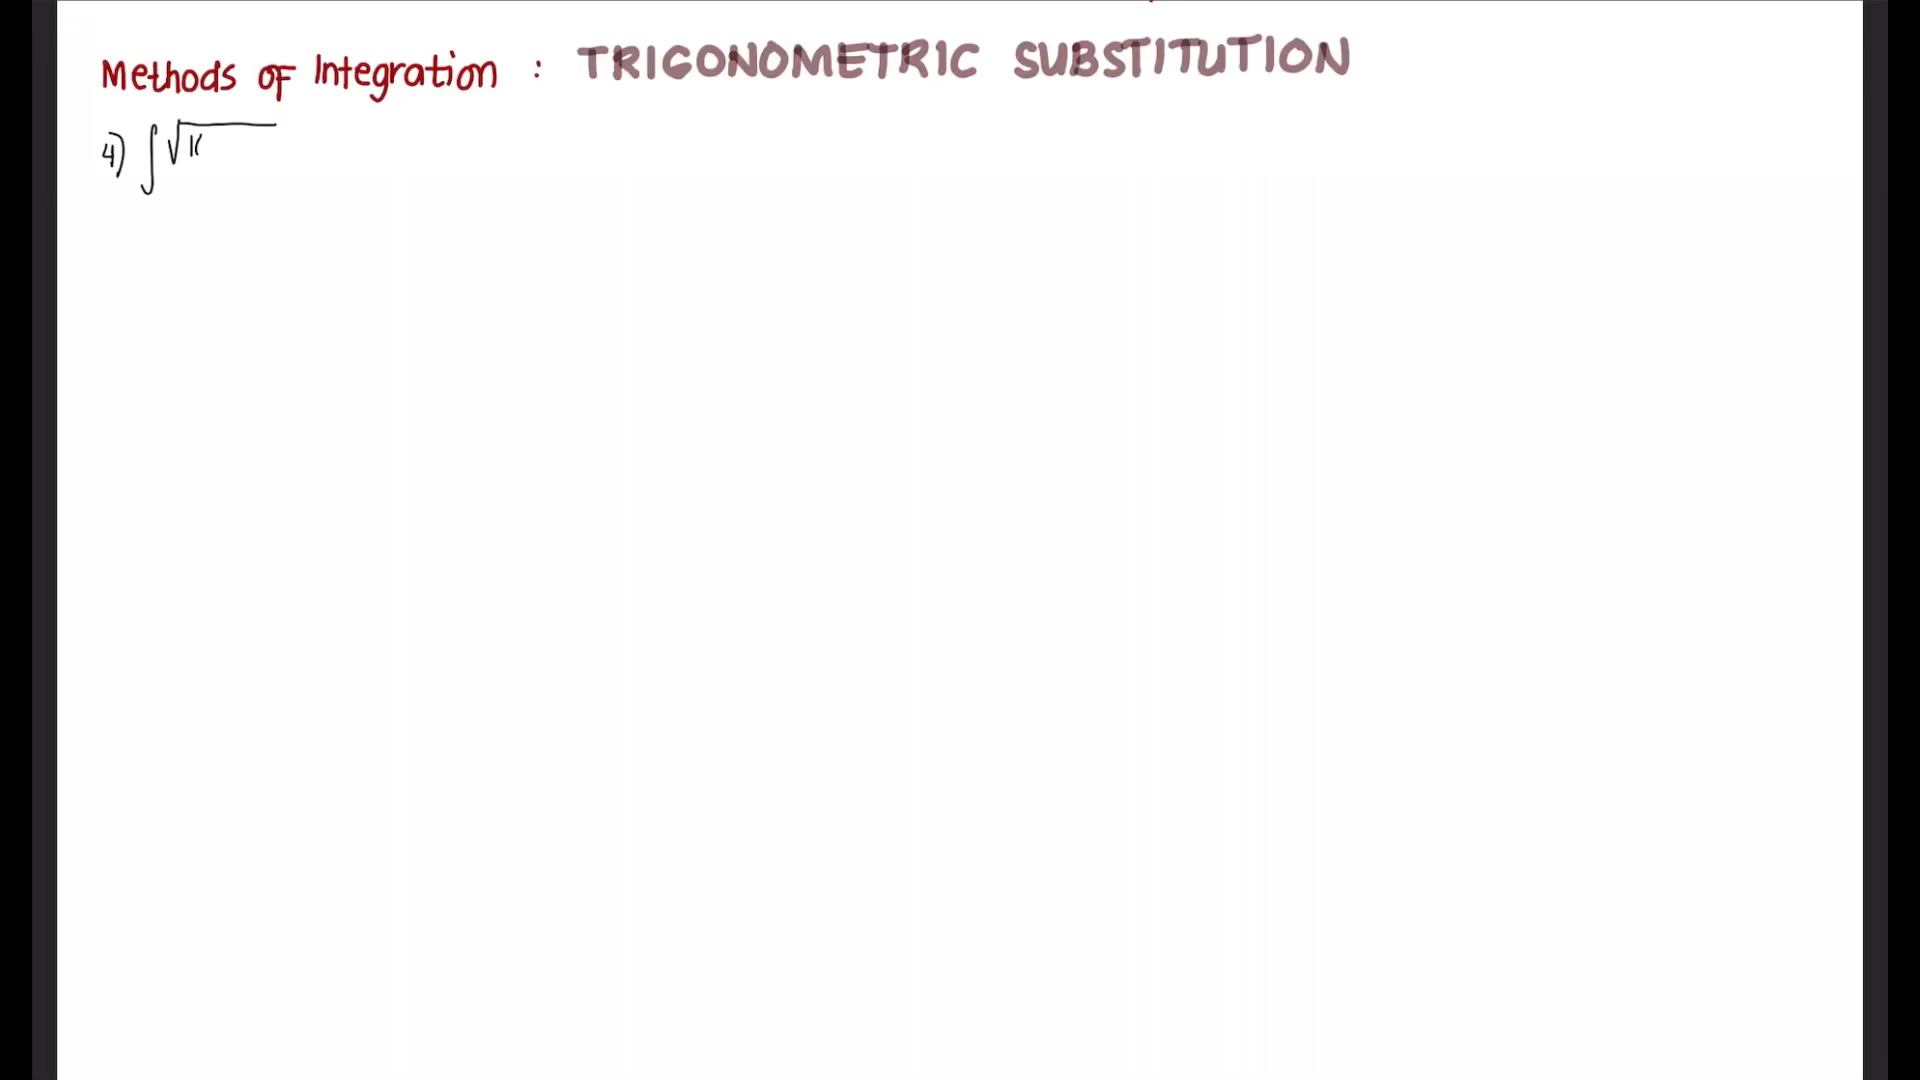 Methods of Integration : TRIGONOMETRIC SUBSTITUTION
4) ∫√1(